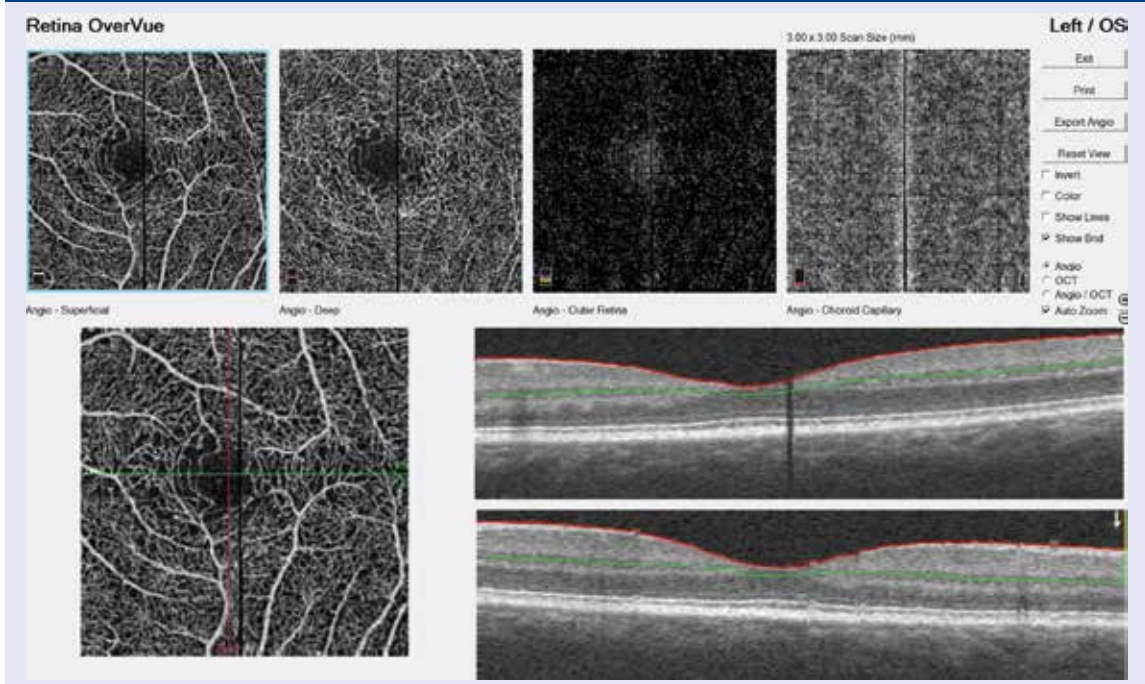 Retina OverVue
Left / OS
3.00 x 3.00 Scan Size (mm)
Exit
Print
Export Angio
Reset View
Invert
Color
Show Lines
Show Bnd
Angio
OCT
Angio / OCT
Auto Zoom
Angio - Superficial
Angio - Deep
Angio - Outer Retina
Angio - Choroid Capillary